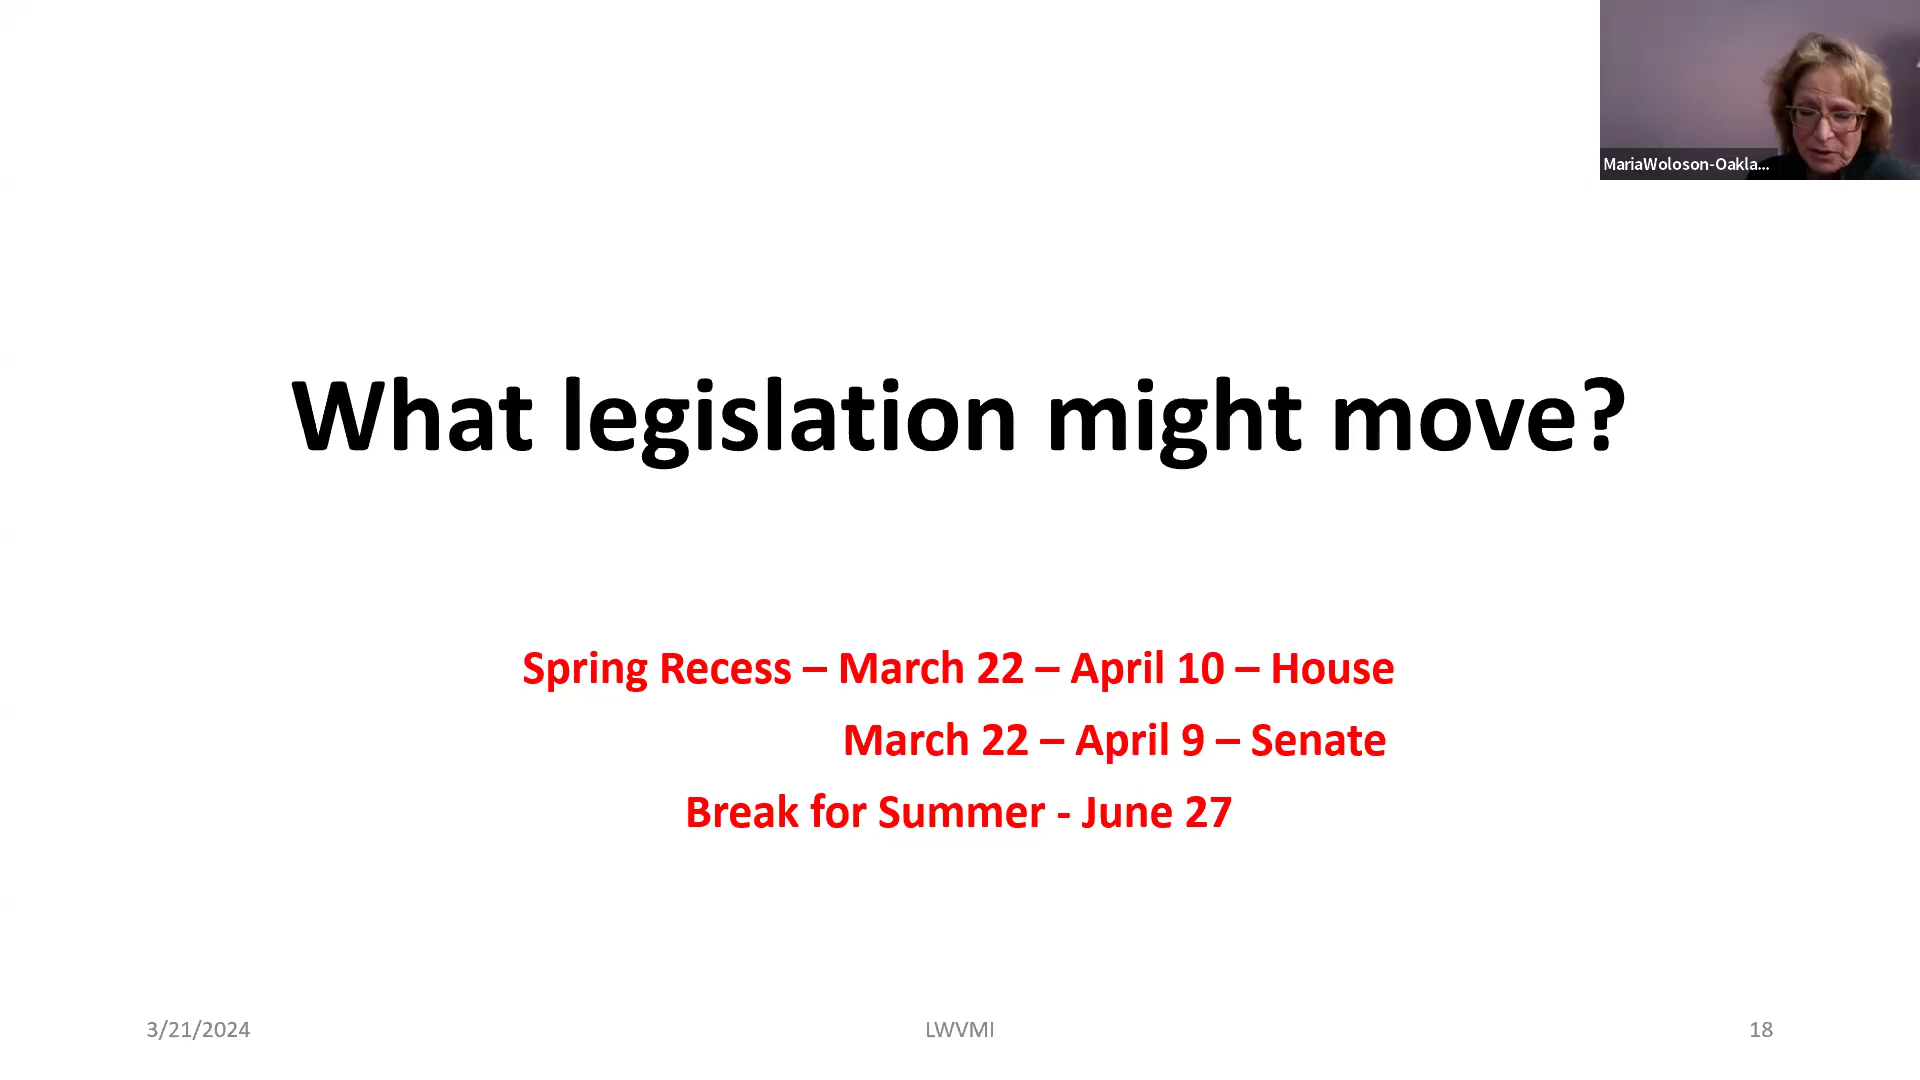 MariaWoloson-Oakla...
What legislation might move?
Spring Recess – March 22 – April 10 – House
March 22 – April 9 – Senate
Break for Summer - June 27
3/21/2024
LWVMI
18